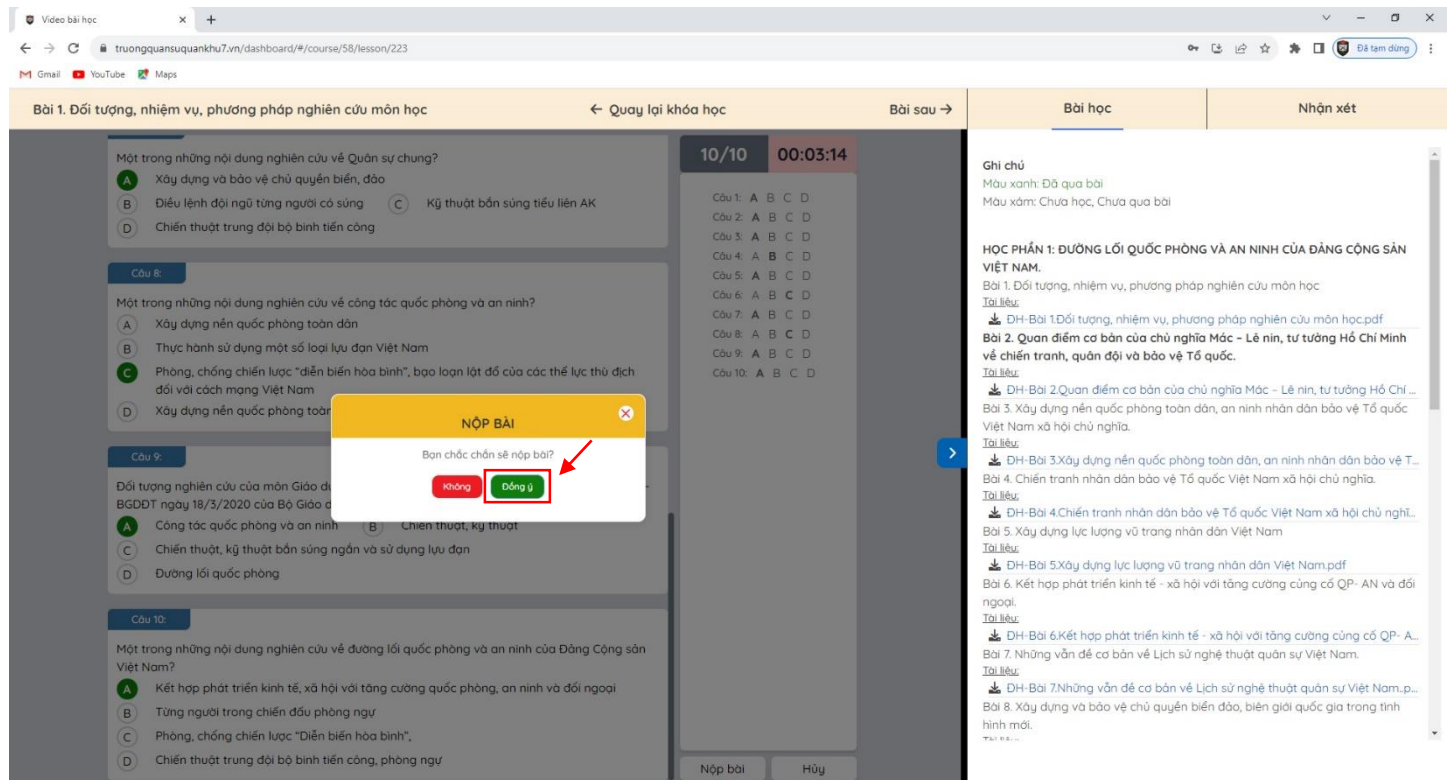 Video bài học
truongquansuquankhu7.vn/dashboard/#/course/58/lesson/223
Đã tạm dừng
Gmail YouTube Maps
Bài 1. Đối tượng, nhiệm vụ, phương pháp nghiên cứu môn học
← Quay lại khóa học
Bài sau →
Bài học
Nhận xét
Một trong những nội dung nghiên cứu về Quân sự chung?
A Xây dựng và bảo vệ chủ quyền biển, đảo
B Điều lệnh đội ngũ từng người có súng C Kỹ thuật bắn súng tiểu liên AK
D Chiến thuật trung đội bộ binh tiến công
Câu 8:
Một trong những nội dung nghiên cứu về công tác quốc phòng và an ninh?
A Xây dựng nền quốc phòng toàn dân
B Thực hành sử dụng một số loại lựu đạn Việt Nam
C Phòng, chống chiến lược “diễn biến hòa bình”, bạo loạn lật đổ của các thế lực thù địch
đối với cách mạng Việt Nam
D Xây dựng nền quốc phòng toàn
Câu 9:
Đối tượng nghiên cứu của môn Giáo dụ
BGDĐT ngày 18/3/2020 của Bộ Giáo d
A Công tác quốc phòng và an ninh B Chiến thuật, kỹ thuật
C Chiến thuật, kỹ thuật bắn súng ngắn và sử dụng lựu đạn
D Đường lối quốc phòng
Câu 10:
Một trong những nội dung nghiên cứu về đường lối quốc phòng và an ninh của Đảng Cộng sản
Việt Nam?
A Kết hợp phát triển kinh tế, xã hội với tăng cường quốc phòng, an ninh và đối ngoại
B Từng người trong chiến đấu phòng ngự
C Phòng, chống chiến lược “Diễn biến hòa bình”,
D Chiến thuật trung đội bộ binh tiến công, phòng ngự
NỘP BÀI
Bạn chắc chắn sẽ nộp bài?
Không Đồng ý
10/10 00:03:14
Câu 1: A B C D
Câu 2: A B C D
Câu 3: A B C D
Câu 4: A B C D
Câu 5: A B C D
Câu 6: A B C D
Câu 7: A B C D
Câu 8: A B C D
Câu 9: A B C D
Câu 10: A B C D
Nộp bài Hủy
Ghi chú
Màu xanh: Đã qua bài
Màu xám: Chưa học, Chưa qua bài
HỌC PHẦN 1: ĐƯỜNG LỐI QUỐC PHÒNG VÀ AN NINH CỦA ĐẢNG CỘNG SẢN
VIỆT NAM.
Bài 1. Đối tượng, nhiệm vụ, phương pháp nghiên cứu môn học
Tài liệu:
ĐH-Bài 1.Đối tượng, nhiệm vụ, phương pháp nghiên cứu môn học.pdf
Bài 2. Quan điểm cơ bản của chủ nghĩa Mác - Lê nin, tư tưởng Hồ Chí Minh
về chiến tranh, quân đội và bảo vệ Tổ quốc.
Tài liệu:
ĐH-Bài 2.Quan điểm cơ bản của chủ nghĩa Mác - Lê nin, tư tưởng Hồ Chí ...
Bài 3. Xây dựng nền quốc phòng toàn dân, an ninh nhân dân bảo vệ Tổ quốc
Việt Nam xã hội chủ nghĩa.
Tài liệu:
ĐH-Bài 3.Xây dựng nền quốc phòng toàn dân, an ninh nhân dân bảo vệ T...
Bài 4. Chiến tranh nhân dân bảo vệ Tổ quốc Việt Nam xã hội chủ nghĩa.
Tài liệu:
ĐH-Bài 4.Chiến tranh nhân dân bảo vệ Tổ quốc Việt Nam xã hội chủ nghĩ...
Bài 5. Xây dựng lực lượng vũ trang nhân dân Việt Nam
Tài liệu:
ĐH-Bài 5.Xây dựng lực lượng vũ trang nhân dân Việt Nam.pdf
Bài 6. Kết hợp phát triển kinh tế - xã hội với tăng cường củng cố QP- AN và đối
ngoại.
Tài liệu:
ĐH-Bài 6.Kết hợp phát triển kinh tế - xã hội với tăng cường củng cố QP- A...
Bài 7. Những vấn đề cơ bản về Lịch sử nghệ thuật quân sự Việt Nam.
Tài liệu:
ĐH-Bài 7.Những vấn đề cơ bản về Lịch sử nghệ thuật quân sự Việt Nam..p...
Bài 8. Xây dựng và bảo vệ chủ quyền biển đảo, biên giới quốc gia trong tình
hình mới.